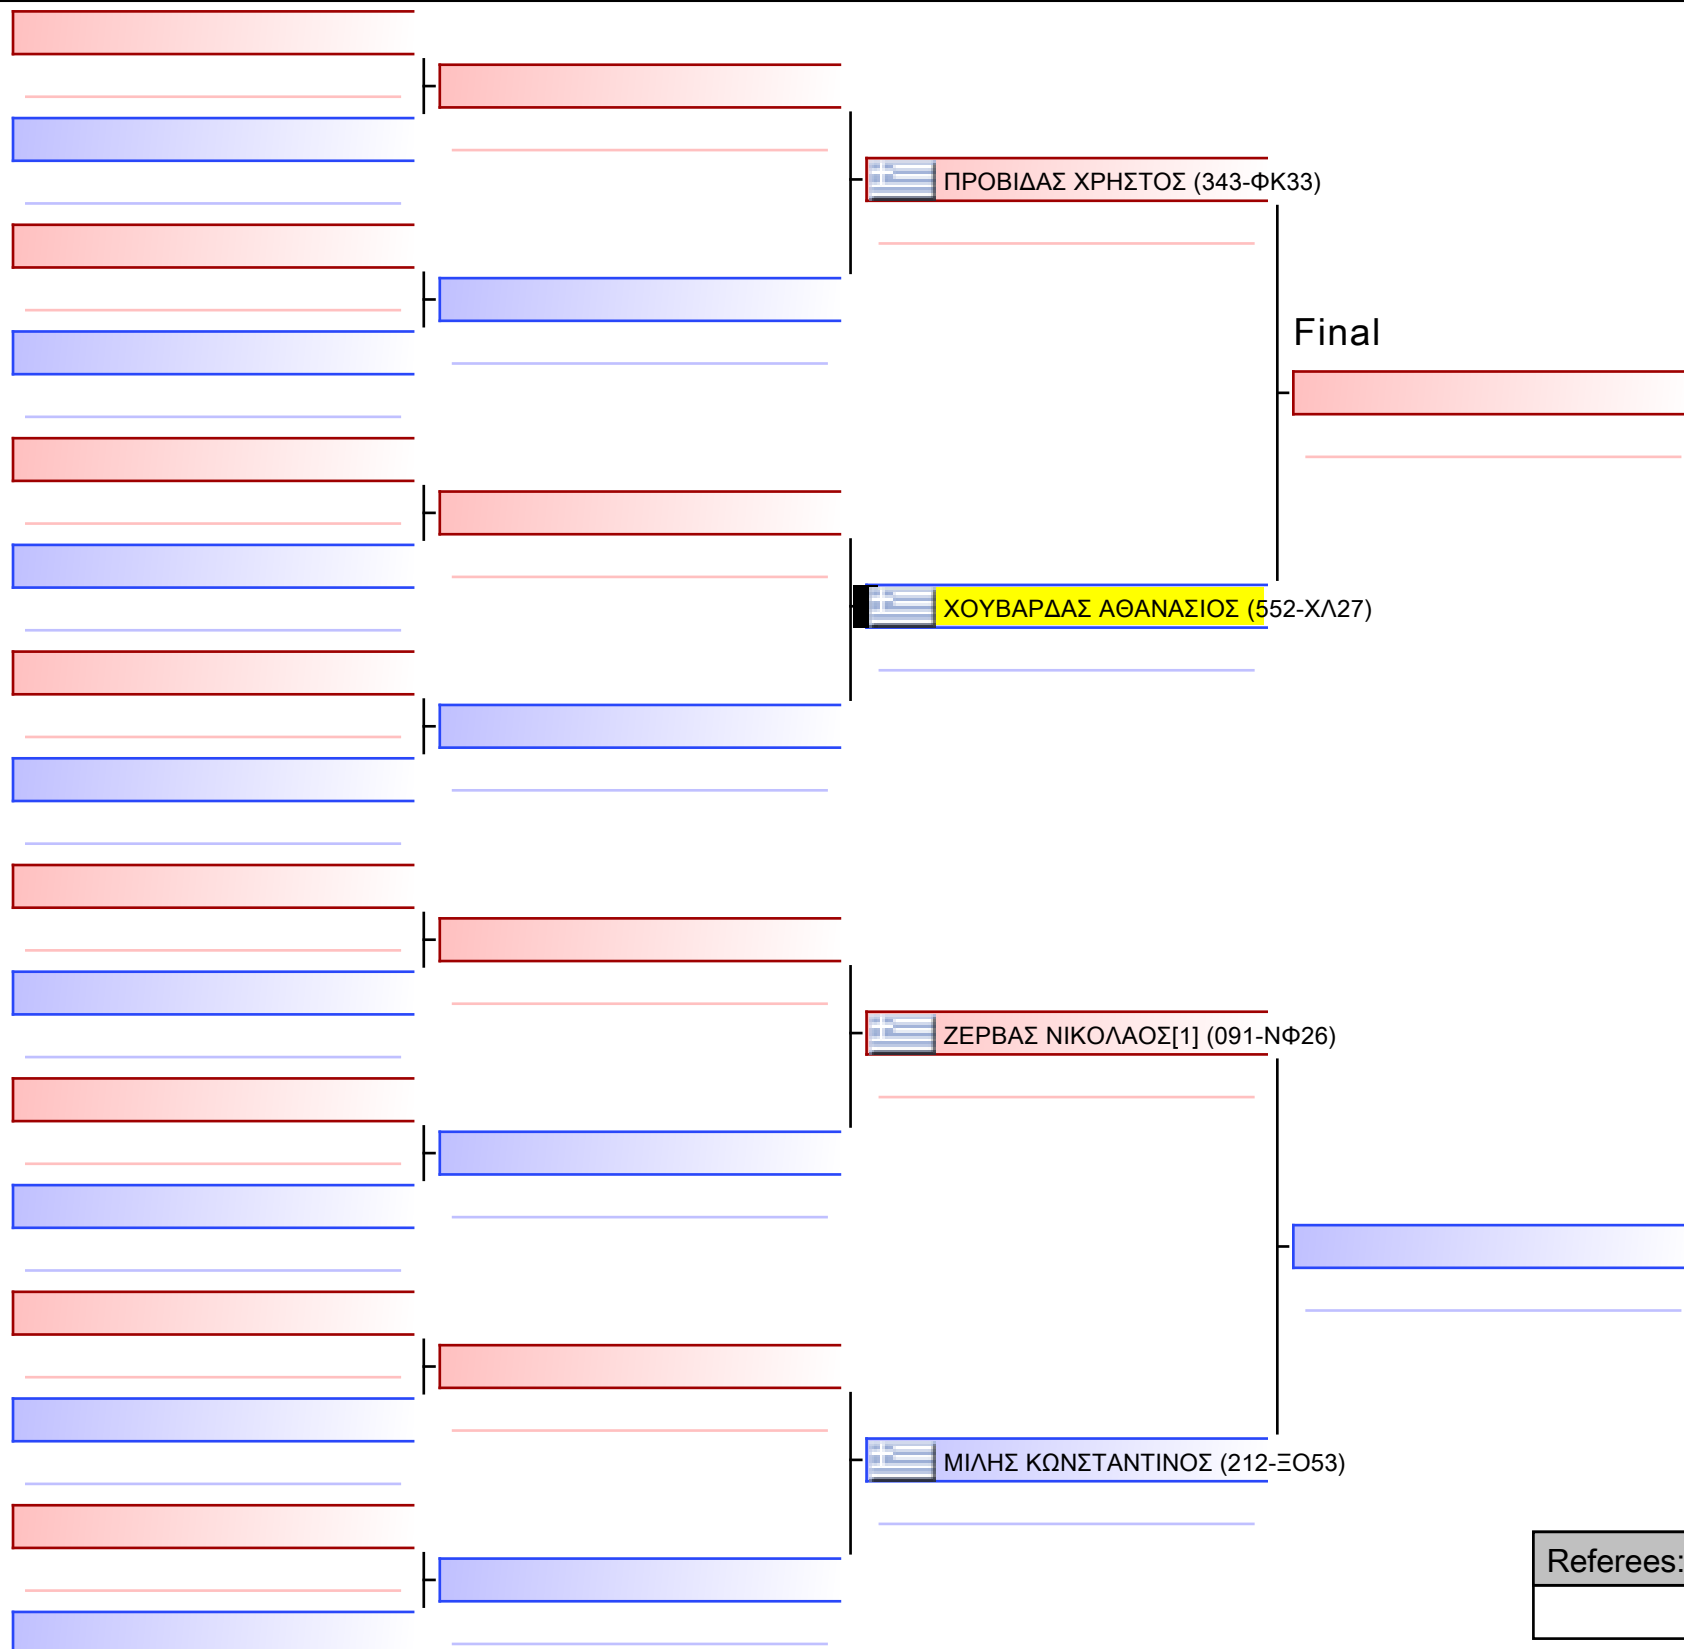 ΠΡΟΒΙΔΑΣ ΧΡΗΣΤΟΣ (343-ΦΚ33)
Final
ΧΟΥΒΑΡΔΑΣ ΑΘΑΝΑΣΙΟΣ (552-ΧΛ27)
ΖΕΡΒΑΣ ΝΙΚΟΛΑΟΣ[1] (091-ΝΦ26)
ΜΙΛΗΣ ΚΩΝΣΤΑΝΤΙΝΟΣ (212-ΞΟ53)
Referees: